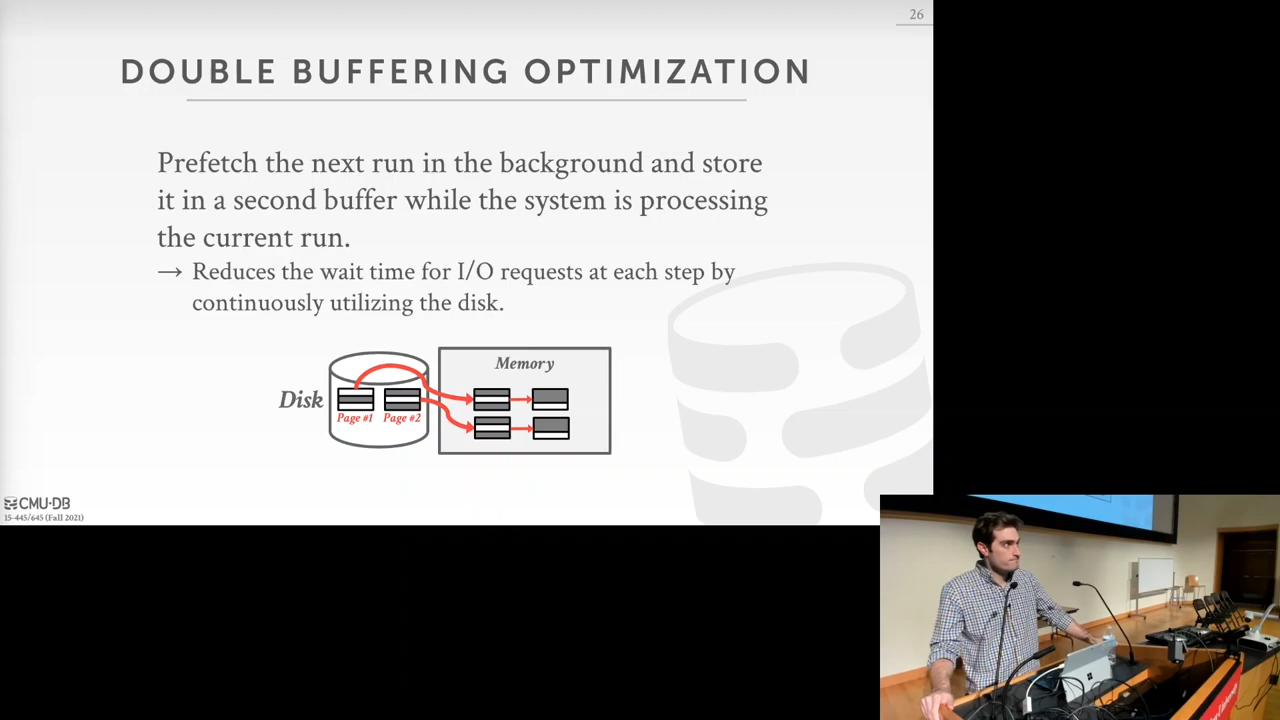 26
DOUBLE BUFFERING OPTIMIZATION
Prefetch the next run in the background and store
it in a second buffer while the system is processing
the current run.
→ Reduces the wait time for I/O requests at each step by
continuously utilizing the disk.
Memory
Disk
Page #1 Page #2
CMU·DB
15-445/645 (Fall 2021)